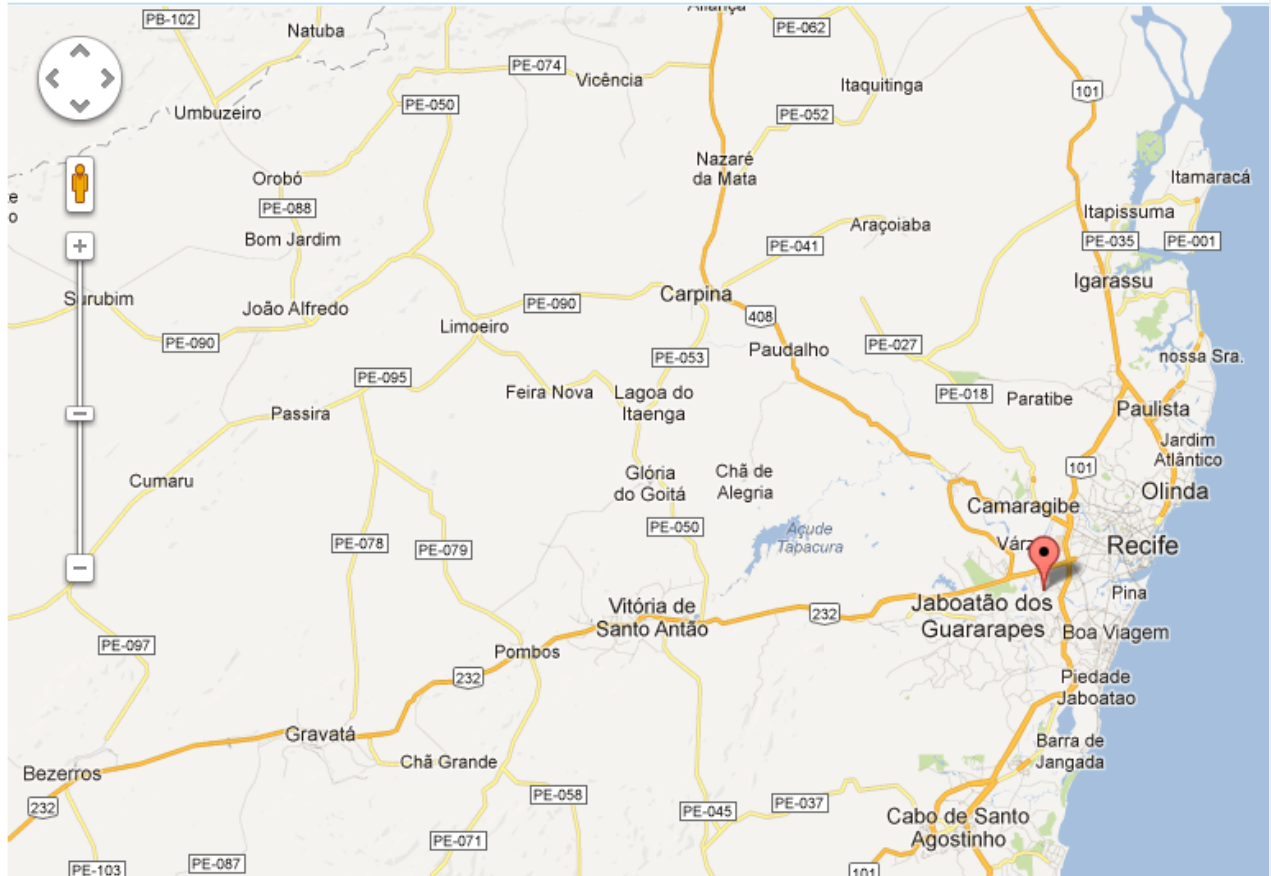 Aliança
PB-102
PE-062
Natuba
PE-074
Vicência
Itaquitinga
101
PE-050
Umbuzeiro
PE-052
Nazaré
da Mata
Itamaracá
Orobó
te
o
PE-088
Itapissuma
Araçoiaba
Bom Jardim
PE-041
PE-035
PE-001
Igarassu
Carpina
Surubim
PE-090
João Alfredo
408
Limoeiro
PE-090
PE-027
Paudalho
PE-053
nossa Sra.
PE-095
Feira Nova
Lagoa do
Itaenga
PE-018
Paratibe
Passira
Paulista
Jardim
Atlântico
101
Glória
do Goitá
Chã de
Alegria
Cumaru
Olinda
Camaragibe
PE-050
Açude
Tapacura
PE-078
PE-079
Recife
Várz
Pina
Vitória de
Santo Antão
232
Jaboatão dos
Guararapes
Boa Viagem
PE-097
Pombos
232
Piedade
Jaboatao
Gravatá
Barra de
Jangada
Chã Grande
Bezerros
PE-058
232
PE-045
PE-037
Cabo de Santo
Agostinho
PE-071
PE-103
PE-087
101